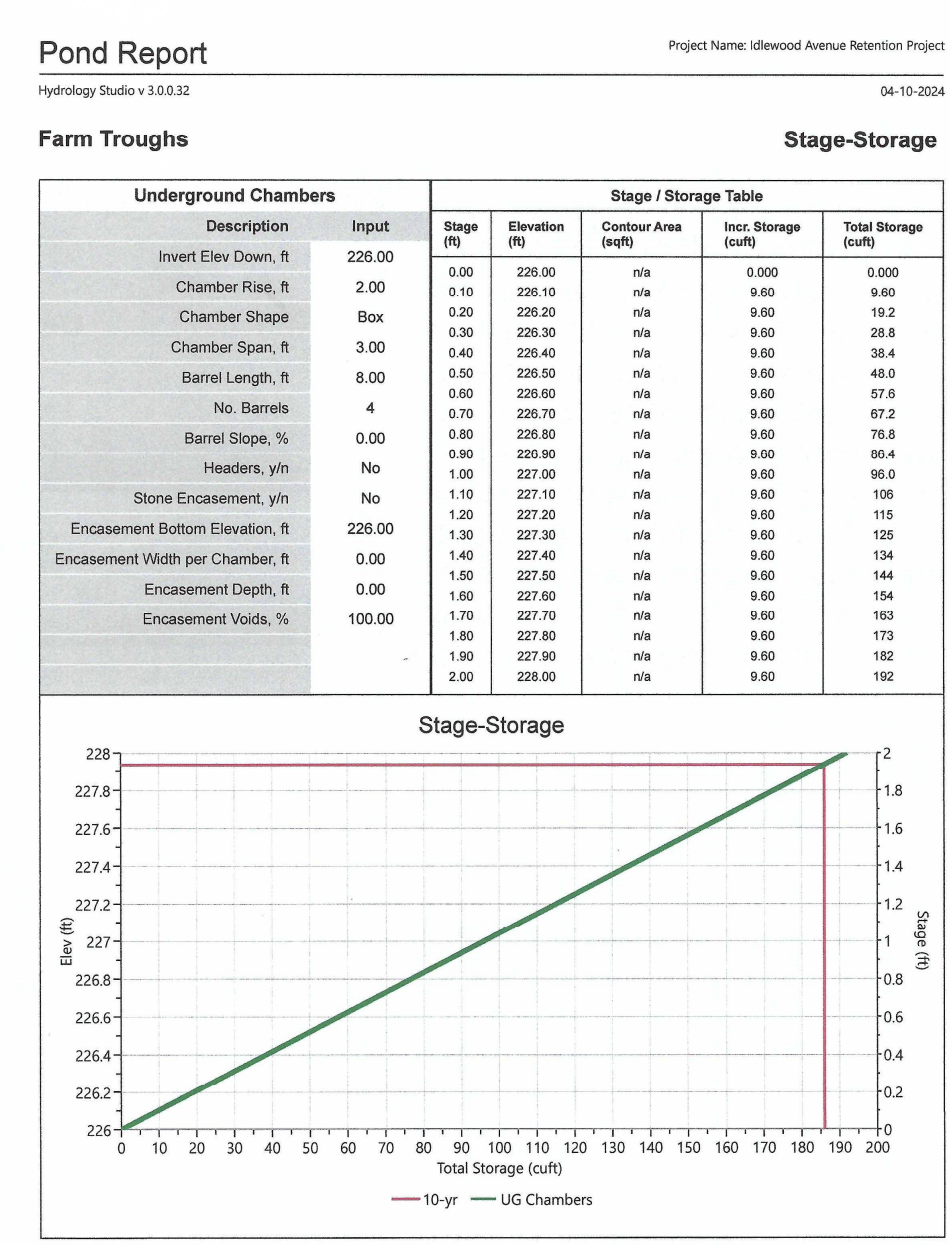 Pond Report
Project Name: Idlewood Avenue Retention Project
Hydrology Studio v 3.0.0.32
04-10-2024
Farm Troughs
Stage-Storage
Underground Chambers
Description Input
Invert Elev Down, ft 226.00
Chamber Rise, ft 2.00
Chamber Shape Box
Chamber Span, ft 3.00
Barrel Length, ft 8.00
No. Barrels 4
Barrel Slope, % 0.00
Headers, y/n No
Stone Encasement, y/n No
Encasement Bottom Elevation, ft 226.00
Encasement Width per Chamber, ft 0.00
Encasement Depth, ft 0.00
Encasement Voids, % 100.00
Stage / Storage Table
Stage Elevation Contour Area Incr. Storage Total Storage
(ft) (ft) (sqft) (cuft) (cuft)
0.00 226.00 n/a 0.000 0.000
0.10 226.10 n/a 9.60 9.60
0.20 226.20 n/a 9.60 19.2
0.30 226.30 n/a 9.60 28.8
0.40 226.40 n/a 9.60 38.4
0.50 226.50 n/a 9.60 48.0
0.60 226.60 n/a 9.60 57.6
0.70 226.70 n/a 9.60 67.2
0.80 226.80 n/a 9.60 76.8
0.90 226.90 n/a 9.60 86.4
1.00 227.00 n/a 9.60 96.0
1.10 227.10 n/a 9.60 106
1.20 227.20 n/a 9.60 115
1.30 227.30 n/a 9.60 125
1.40 227.40 n/a 9.60 134
1.50 227.50 n/a 9.60 144
1.60 227.60 n/a 9.60 154
1.70 227.70 n/a 9.60 163
1.80 227.80 n/a 9.60 173
1.90 227.90 n/a 9.60 182
2.00 228.00 n/a 9.60 192
Stage-Storage
228 2
227.8 1.8
227.6 1.6
227.4 1.4
227.2 1.2
227 1
226.8 0.8
226.6 0.6
226.4 0.4
226.2 0.2
226 0
Elev (ft)
Stage (ft)
0 10 20 30 40 50 60 70 80 90 100 110 120 130 140 150 160 170 180 190 200
Total Storage (cuft)
10-yr UG Chambers